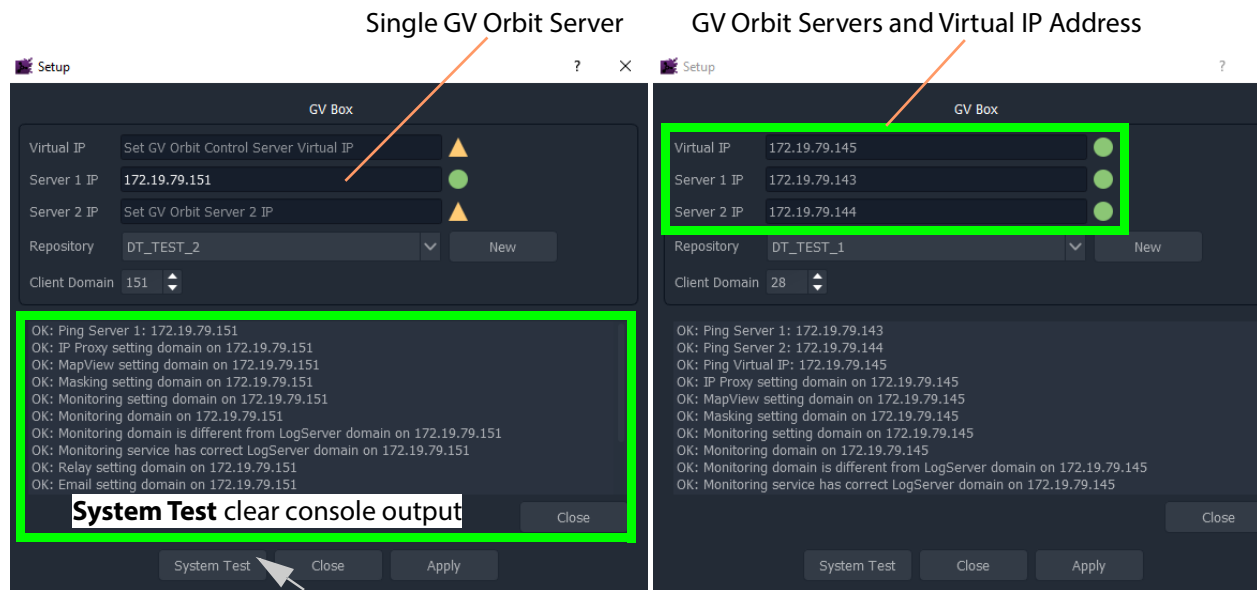 Single GV Orbit Server
GV Orbit Servers and Virtual IP Address
Setup
?
×
GV Box
Virtual IP
Set GV Orbit Control Server Virtual IP
Server 1 IP
172.19.79.151
Server 2 IP
Set GV Orbit Server 2 IP
Repository
DT_TEST_2
New
Client Domain
151
OK: Ping Server 1: 172.19.79.151
OK: IP Proxy setting domain on 172.19.79.151
OK: MapView setting domain on 172.19.79.151
OK: Masking setting domain on 172.19.79.151
OK: Monitoring setting domain on 172.19.79.151
OK: Monitoring domain on 172.19.79.151
OK: Monitoring domain is different from LogServer domain on 172.19.79.151
OK: Monitoring service has correct LogServer domain on 172.19.79.151
OK: Relay setting domain on 172.19.79.151
OK: Email setting domain on 172.19.79.151
System Test clear console output
Close
System Test
Close
Apply
Setup
?
GV Box
Virtual IP
172.19.79.145
Server 1 IP
172.19.79.143
Server 2 IP
172.19.79.144
Repository
DT_TEST_1
New
Client Domain
28
OK: Ping Server 1: 172.19.79.143
OK: Ping Server 2: 172.19.79.144
OK: Ping Virtual IP: 172.19.79.145
OK: IP Proxy setting domain on 172.19.79.145
OK: MapView setting domain on 172.19.79.145
OK: Masking setting domain on 172.19.79.145
OK: Monitoring setting domain on 172.19.79.145
OK: Monitoring domain on 172.19.79.145
OK: Monitoring domain is different from LogServer domain on 172.19.79.145
OK: Monitoring service has correct LogServer domain on 172.19.79.145
Close
System Test
Close
Apply